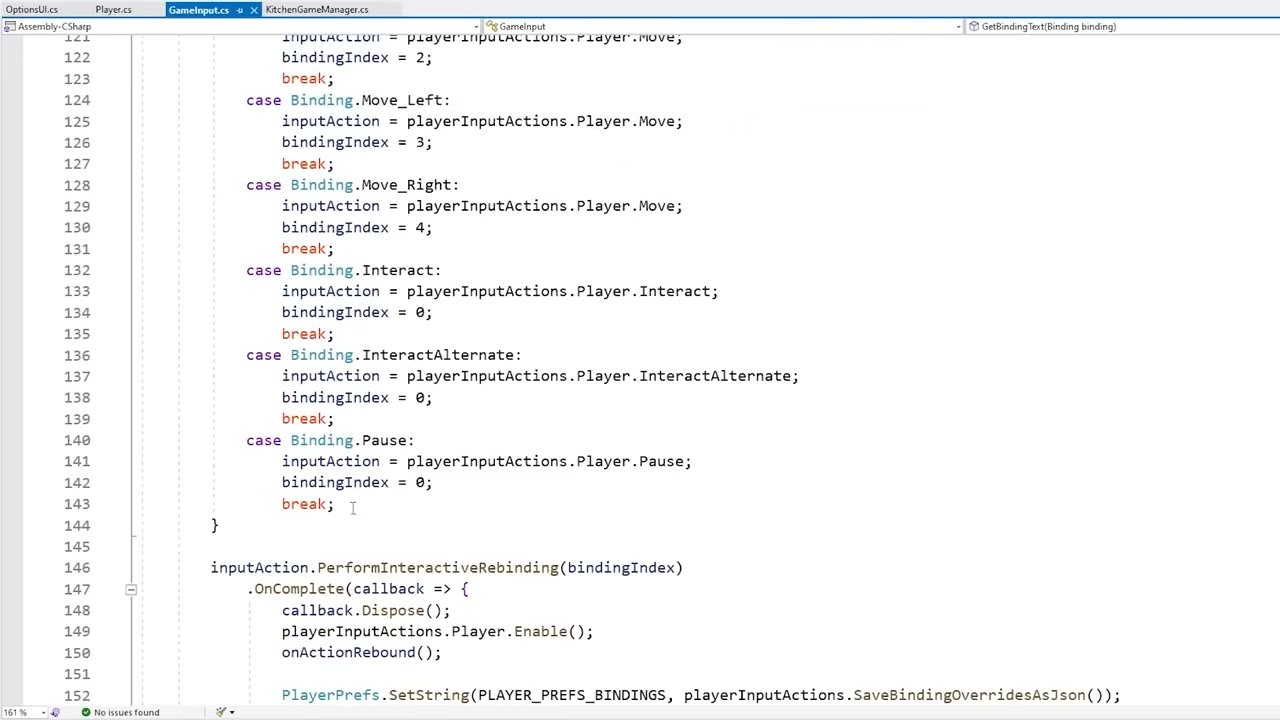 OptionsUI.cs Player.cs GameInput.cs KitchenGameManager.cs
Assembly-CSharp GameInput GetBindingText(Binding binding)
121 inputAction = playerInputActions.Player.Move;
122 bindingIndex = 2;
123 break;
124 case Binding.Move_Left:
125 inputAction = playerInputActions.Player.Move;
126 bindingIndex = 3;
127 break;
128 case Binding.Move_Right:
129 inputAction = playerInputActions.Player.Move;
130 bindingIndex = 4;
131 break;
132 case Binding.Interact:
133 inputAction = playerInputActions.Player.Interact;
134 bindingIndex = 0;
135 break;
136 case Binding.InteractAlternate:
137 inputAction = playerInputActions.Player.InteractAlternate;
138 bindingIndex = 0;
139 break;
140 case Binding.Pause:
141 inputAction = playerInputActions.Player.Pause;
142 bindingIndex = 0;
143 break;
144 }
145
146 inputAction.PerformInteractiveRebinding(bindingIndex)
147 .OnComplete(callback => {
148 callback.Dispose();
149 playerInputActions.Player.Enable();
150 onActionRebound();
151
152 PlayerPrefs.SetString(PLAYER_PREFS_BINDINGS, playerInputActions.SaveBindingOverridesAsJson());
161 % No issues found